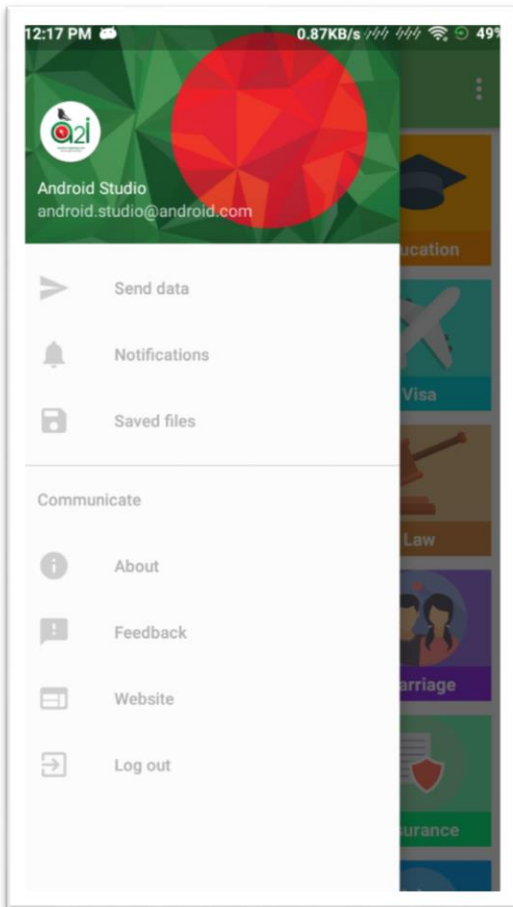 12:17 PM 0.87KB/s 49%
a2i
Android Studio
android.studio@android.com
Send data
Notifications
Saved files
Communicate
About
Feedback
Website
Log out
ucation
Visa
Law
arriage
surance